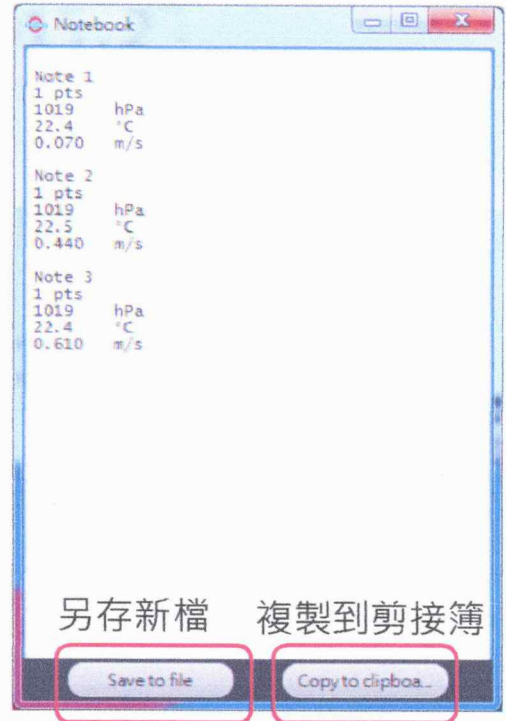 Notebook
Note 1
1 pts
1019 hPa
22.4 °C
0.070 m/s
Note 2
1 pts
1019 hPa
22.5 °C
0.440 m/s
Note 3
1 pts
1019 hPa
22.4 °C
0.610 m/s
另存新檔 複製到剪接簿
Save to file Copy to clipboa...